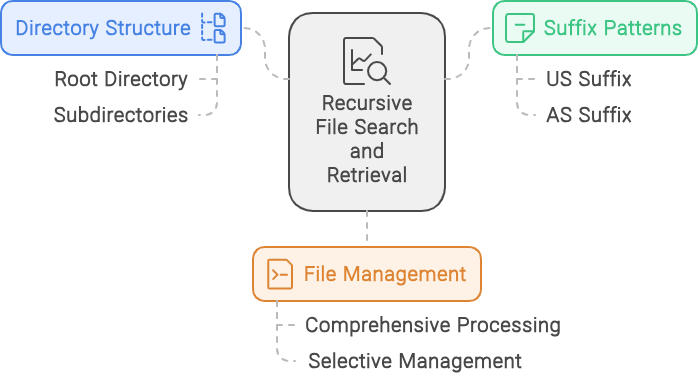 Directory Structure
Root Directory
Subdirectories
Recursive
File Search
and
Retrieval
Suffix Patterns
US Suffix
AS Suffix
File Management
Comprehensive Processing
Selective Management